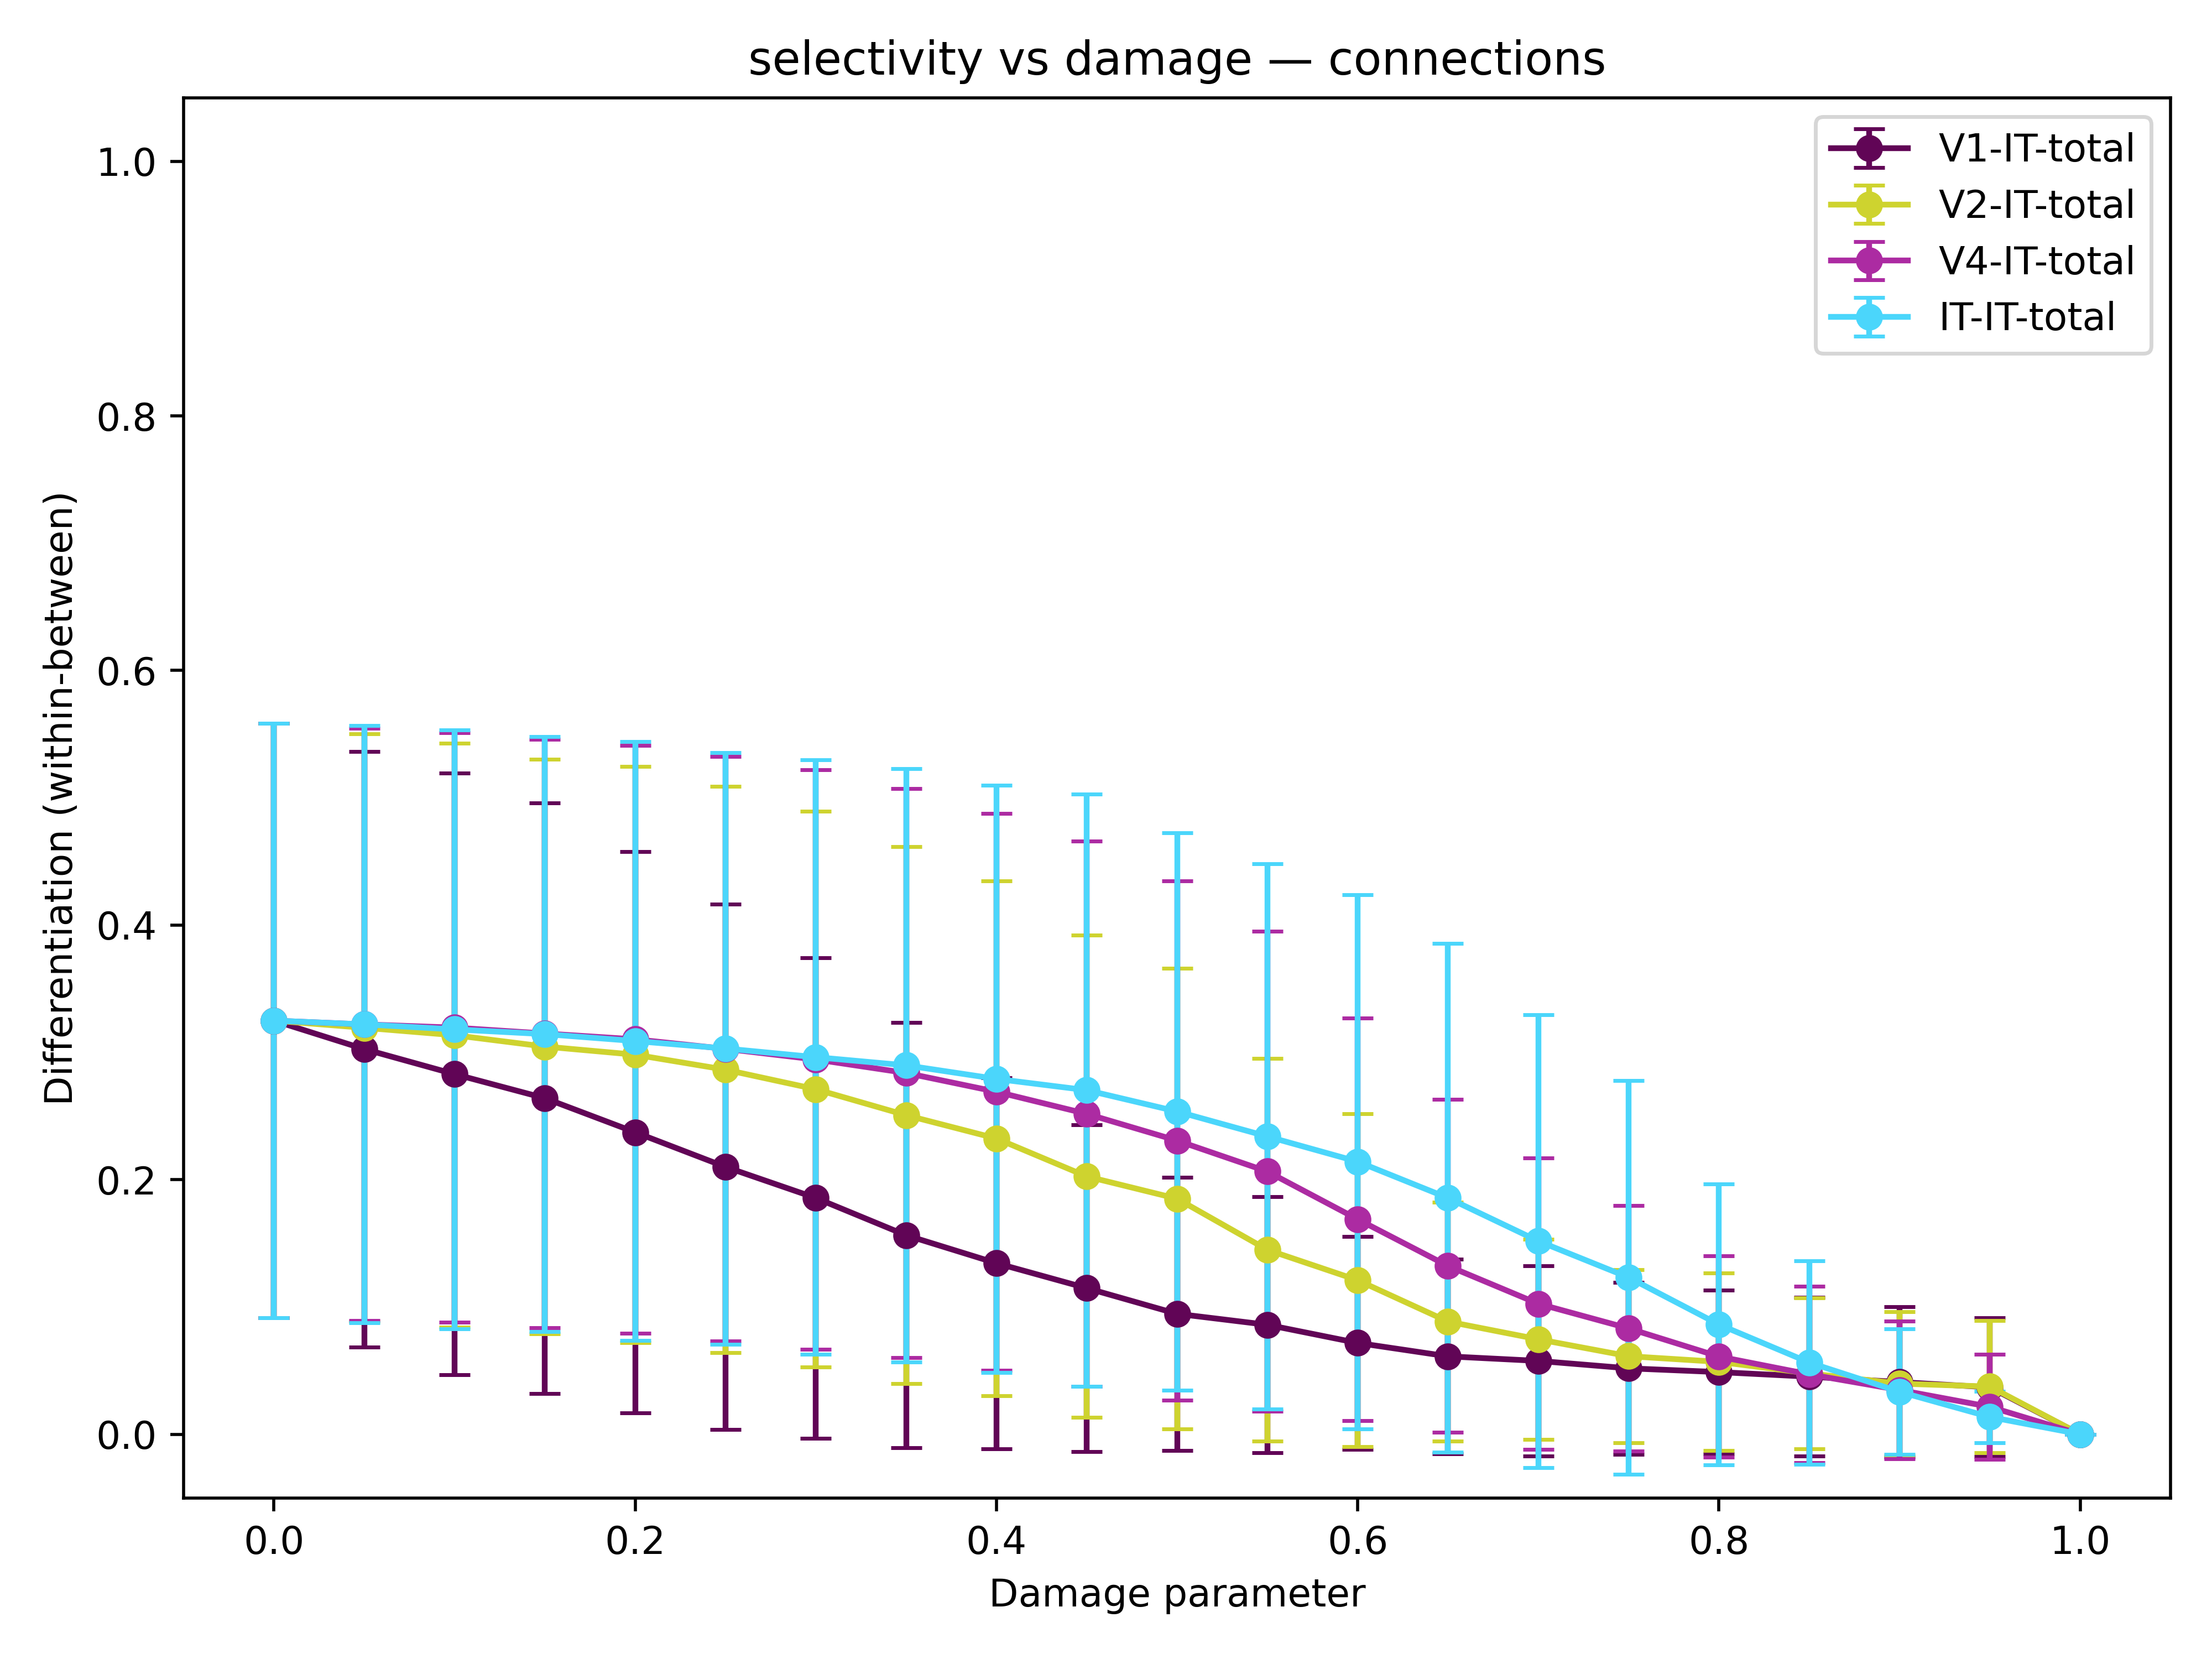 selectivity vs damage — connections
V1-IT-total
V2-IT-total
V4-IT-total
IT-IT-total
Differentiation (within-between)
1.0
0.8
0.6
0.4
0.2
0.0
0.0 0.2 0.4 0.6 0.8 1.0
Damage parameter